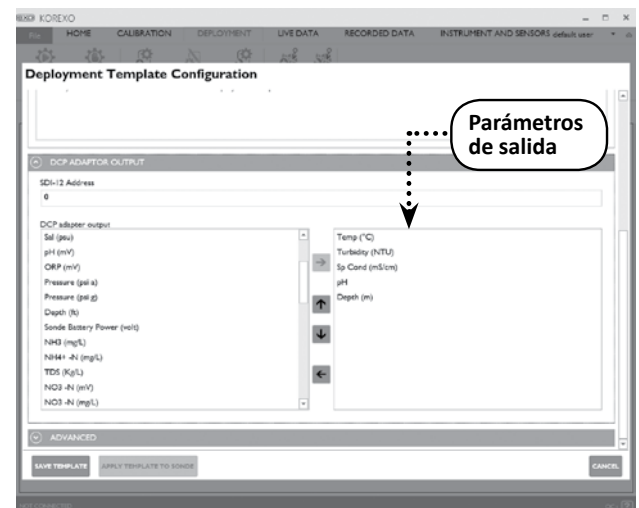 KOREXO
File HOME CALIBRATION DEPLOYMENT LIVE DATA RECORDED DATA INSTRUMENT AND SENSORS default user
Deployment Template Configuration
Parámetros
de salida
DCP ADAPTOR OUTPUT
SDI-12 Address
0
DCP adapter output
Sal (psu)
pH (mV)
ORP (mV)
Pressure (psi a)
Pressure (psi g)
Depth (ft)
Sonde Battery Power (volt)
NH3 (mg/L)
NH4+ -N (mg/L)
TDS (Kg/L)
NO3 -N (mV)
NO3 -N (mg/L)
Temp (°C)
Turbidity (NTU)
Sp Cond (mS/cm)
pH
Depth (m)
ADVANCED
SAVE TEMPLATE APPLY TEMPLATE TO SONDE CANCEL